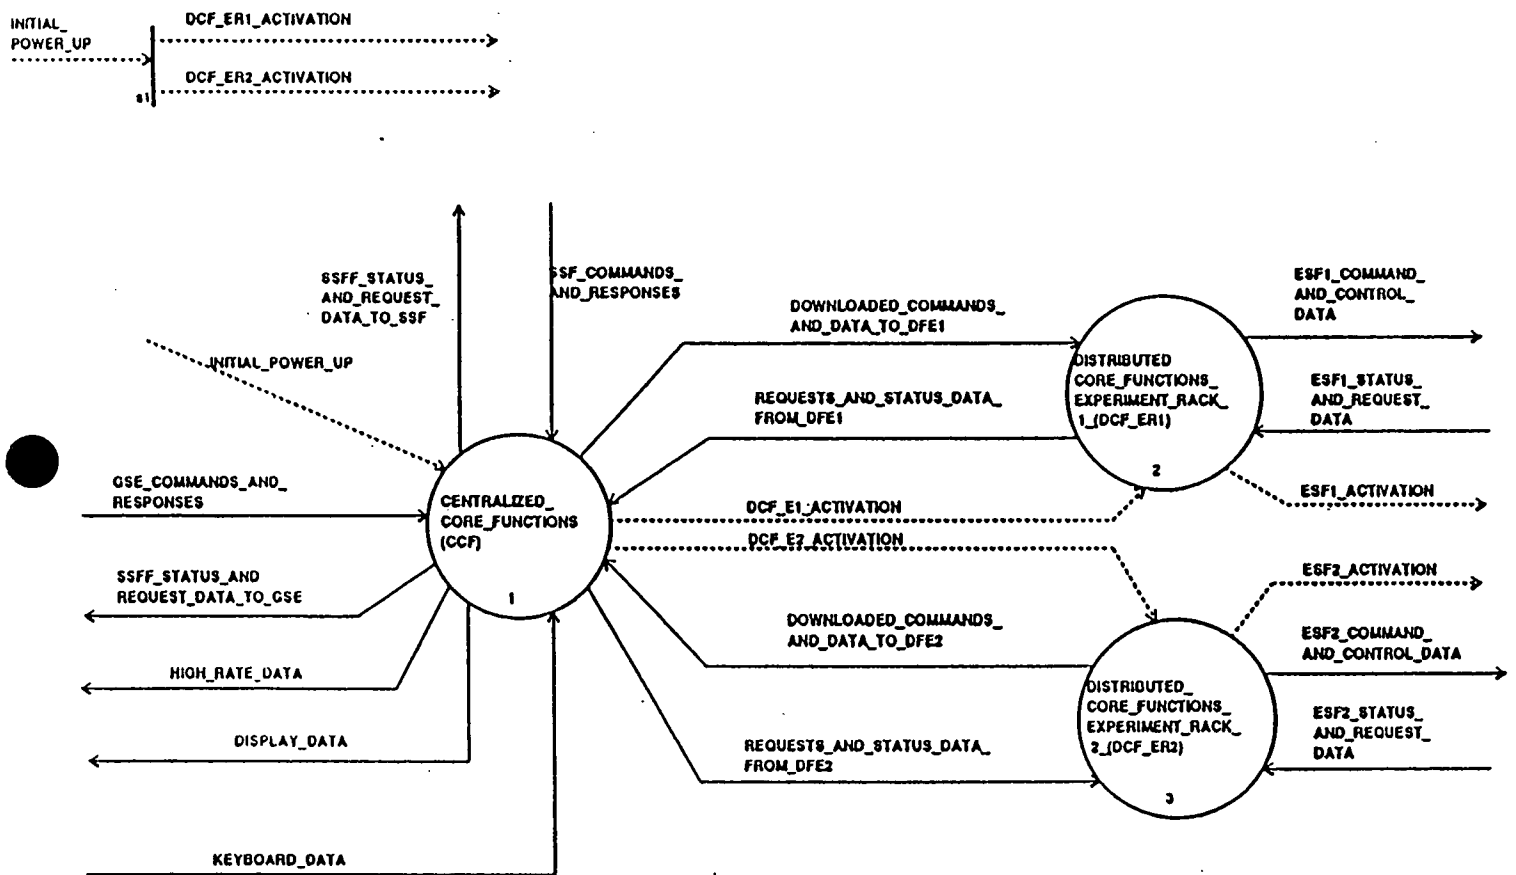 INITIAL_
POWER_UP
DCF_ER1_ACTIVATION
DCF_ER2_ACTIVATION
s1
SSFF_STATUS_
AND_REQUEST_
DATA_TO_SSF
SSF_COMMANDS_
AND_RESPONSES
INITIAL_POWER_UP
GSE_COMMANDS_AND_
RESPONSES
SSFF_STATUS_AND
REQUEST_DATA_TO_GSE
HIGH_RATE_DATA
DISPLAY_DATA
KEYBOARD_DATA
CENTRALIZED_
CORE_FUNCTIONS
(CCF)
1
DOWNLOADED_COMMANDS_
AND_DATA_TO_DFE1
REQUESTS_AND_STATUS_DATA_
FROM_DFE1
DCF_E1_ACTIVATION
DCF_E2_ACTIVATION
DOWNLOADED_COMMANDS_
AND_DATA_TO_DFE2
REQUESTS_AND_STATUS_DATA_
FROM_DFE2
DISTRIBUTED
CORE_FUNCTIONS_
EXPERIMENT_RACK_
1_(DCF_ER1)
2
ESF1_COMMAND_
AND_CONTROL_
DATA
ESF1_STATUS_
AND_REQUEST_
DATA
ESF1_ACTIVATION
ESF2_ACTIVATION
ESF2_COMMAND_
AND_CONTROL_DATA
DISTRIBUTED_
CORE_FUNCTIONS_
EXPERIMENT_RACK_
2_(DCF_ER2)
3
ESF2_STATUS_
AND_REQUEST_
DATA